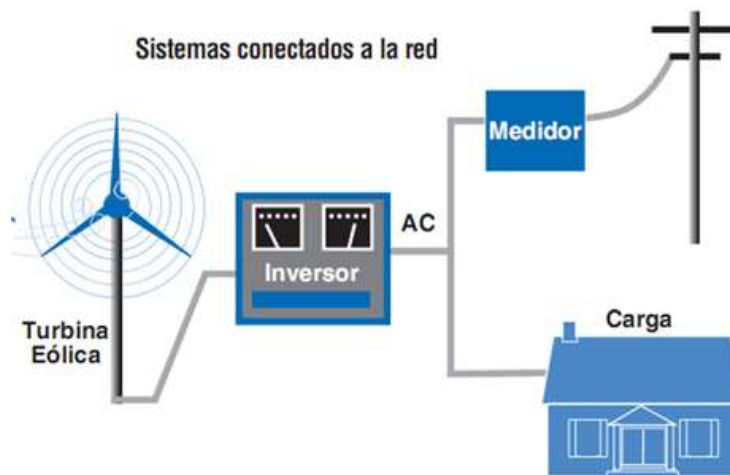 Sistemas conectados a la red
Medidor
AC
Inversor
Turbina
Eólica
Carga